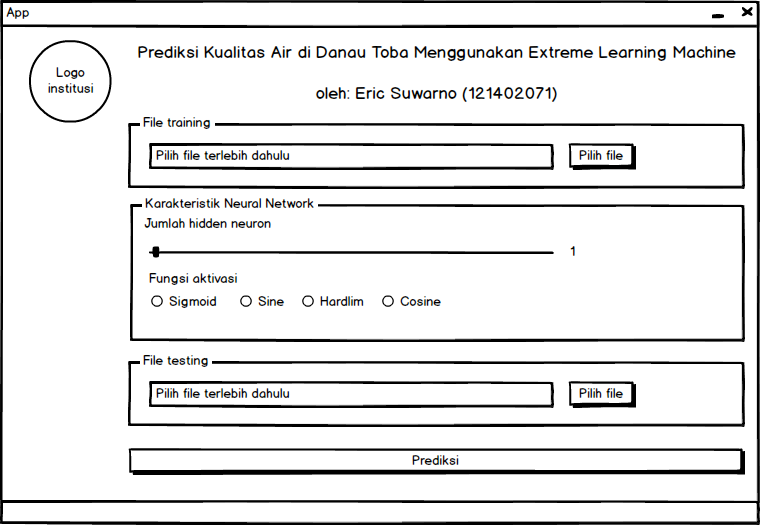 App
Logo
institusi
Prediksi Kualitas Air di Danau Toba Menggunakan Extreme Learning Machine
oleh: Eric Suwarno (121402071)
File training
Pilih file terlebih dahulu
Pilih file
Karakteristik Neural Network
Jumlah hidden neuron
1
Fungsi aktivasi
Sigmoid Sine Hardlim Cosine
File testing
Pilih file terlebih dahulu
Pilih file
Prediksi